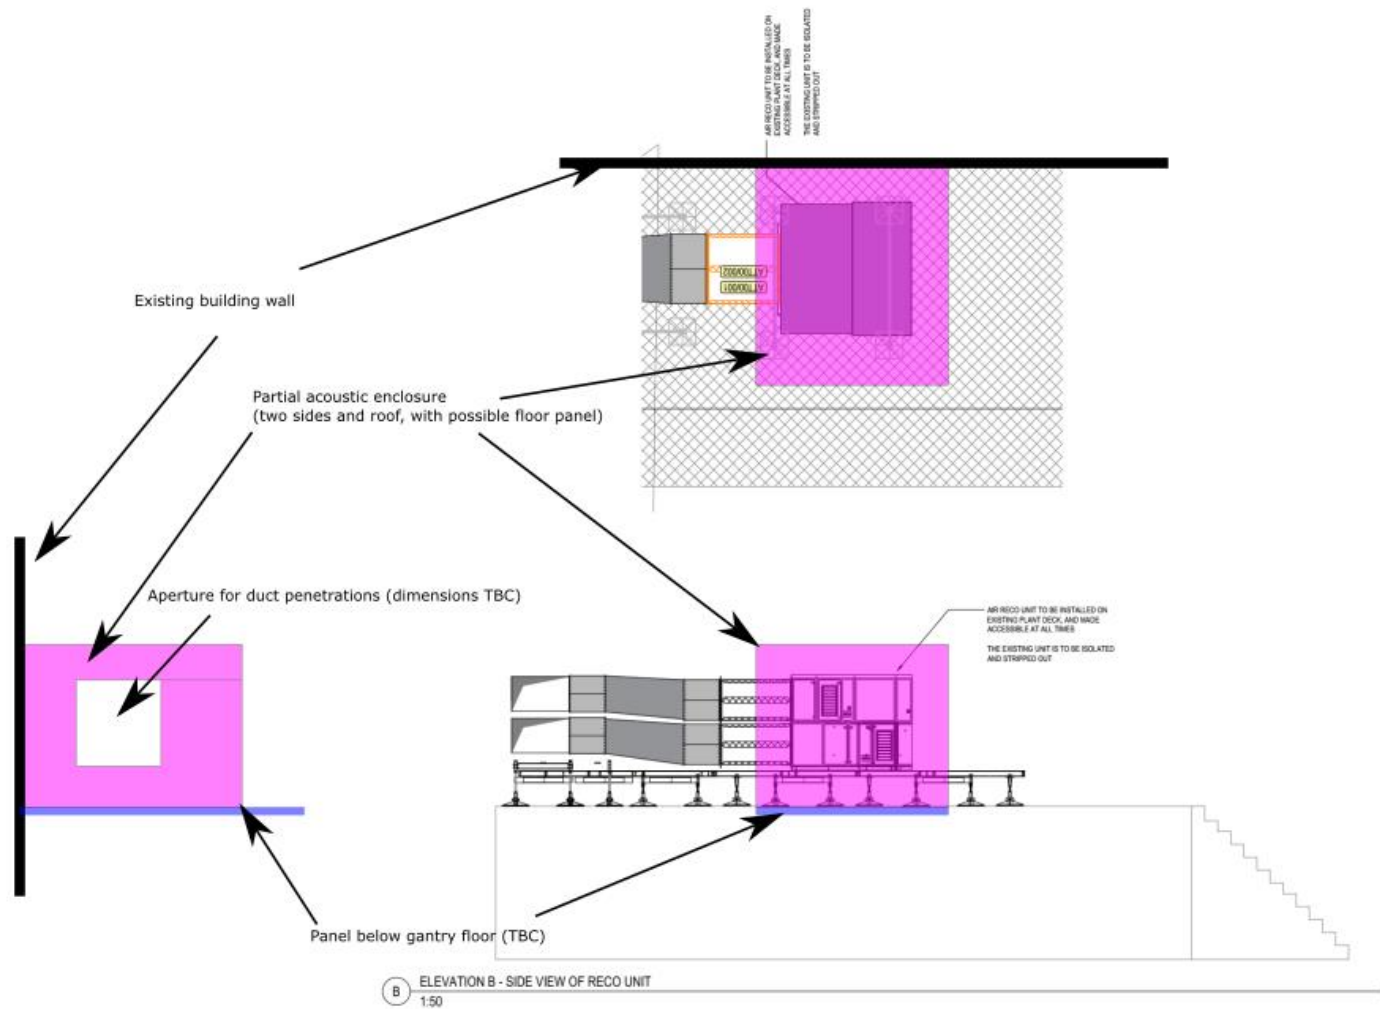 AIR RECO UNIT TO BE INSTALLED ON
EXISTING PLANT DECK, AND MADE
ACCESSIBLE AT ALL TIMES
THE EXISTING UNIT IS TO BE ISOLATED
AND STRIPPED OUT
AT700/002
AT700/001
Existing building wall
Partial acoustic enclosure
(two sides and roof, with possible floor panel)
Aperture for duct penetrations (dimensions TBC)
AIR RECO UNIT TO BE INSTALLED ON
EXISTING PLANT DECK, AND MADE
ACCESSIBLE AT ALL TIMES
THE EXISTING UNIT IS TO BE ISOLATED
AND STRIPPED OUT
Panel below gantry floor (TBC)
B
ELEVATION B - SIDE VIEW OF RECO UNIT
1:50